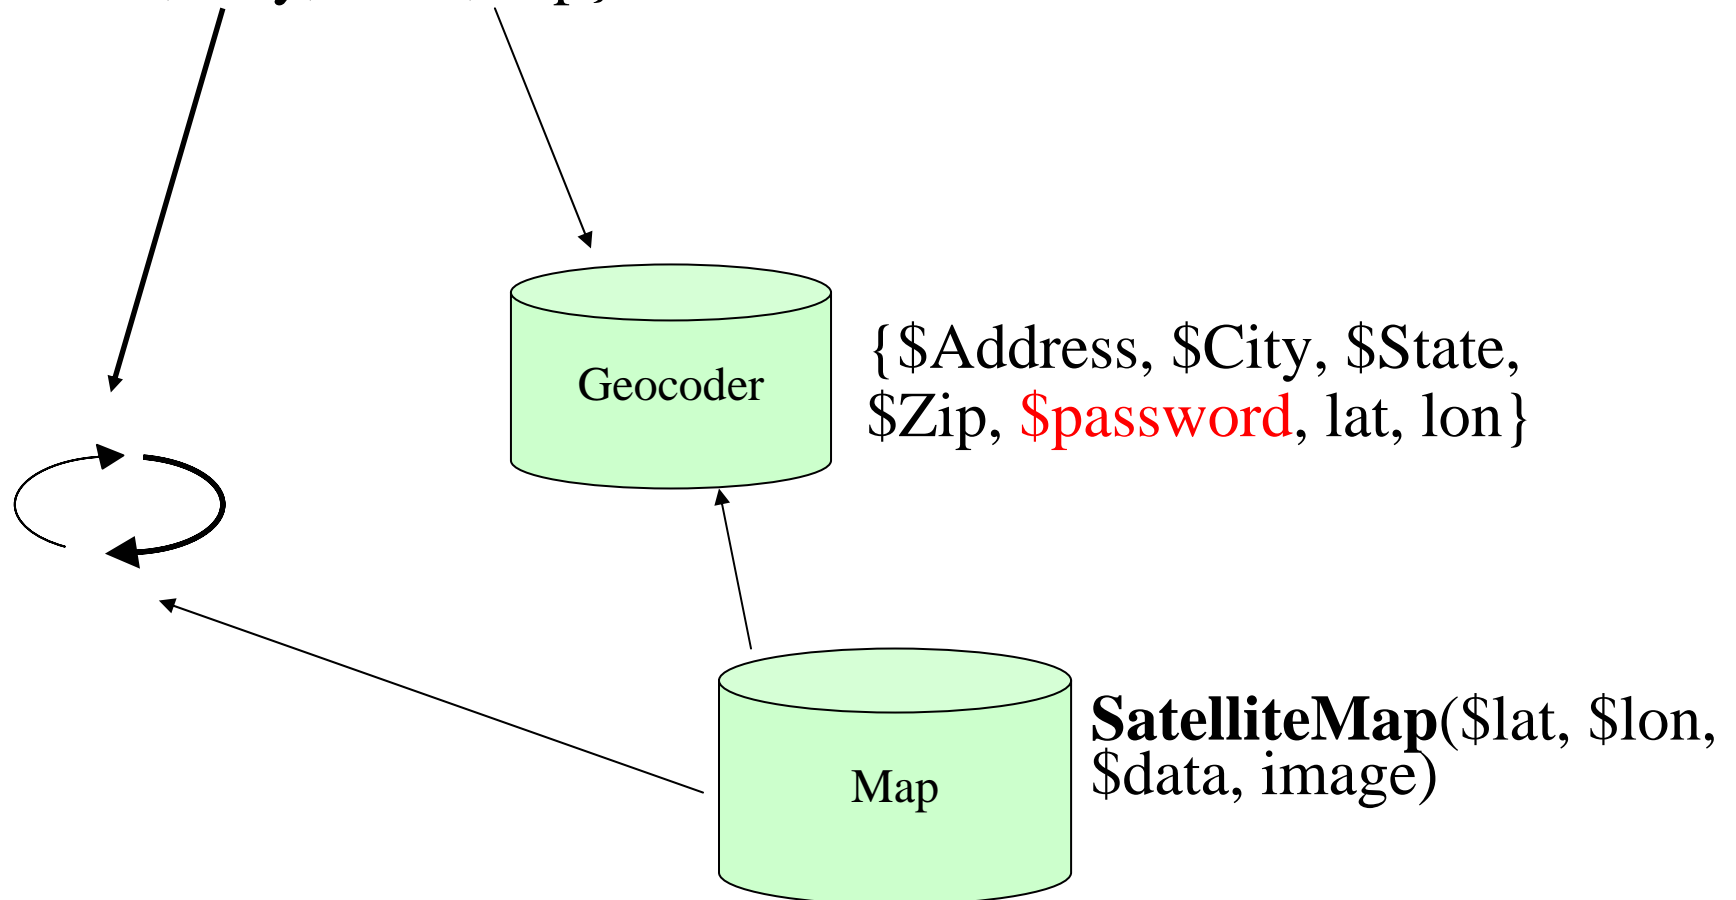 Geocoder
{$Address, $City, $State,
$Zip, $password, lat, lon}
SatelliteMap($lat, $lon,
$data, image)
Map